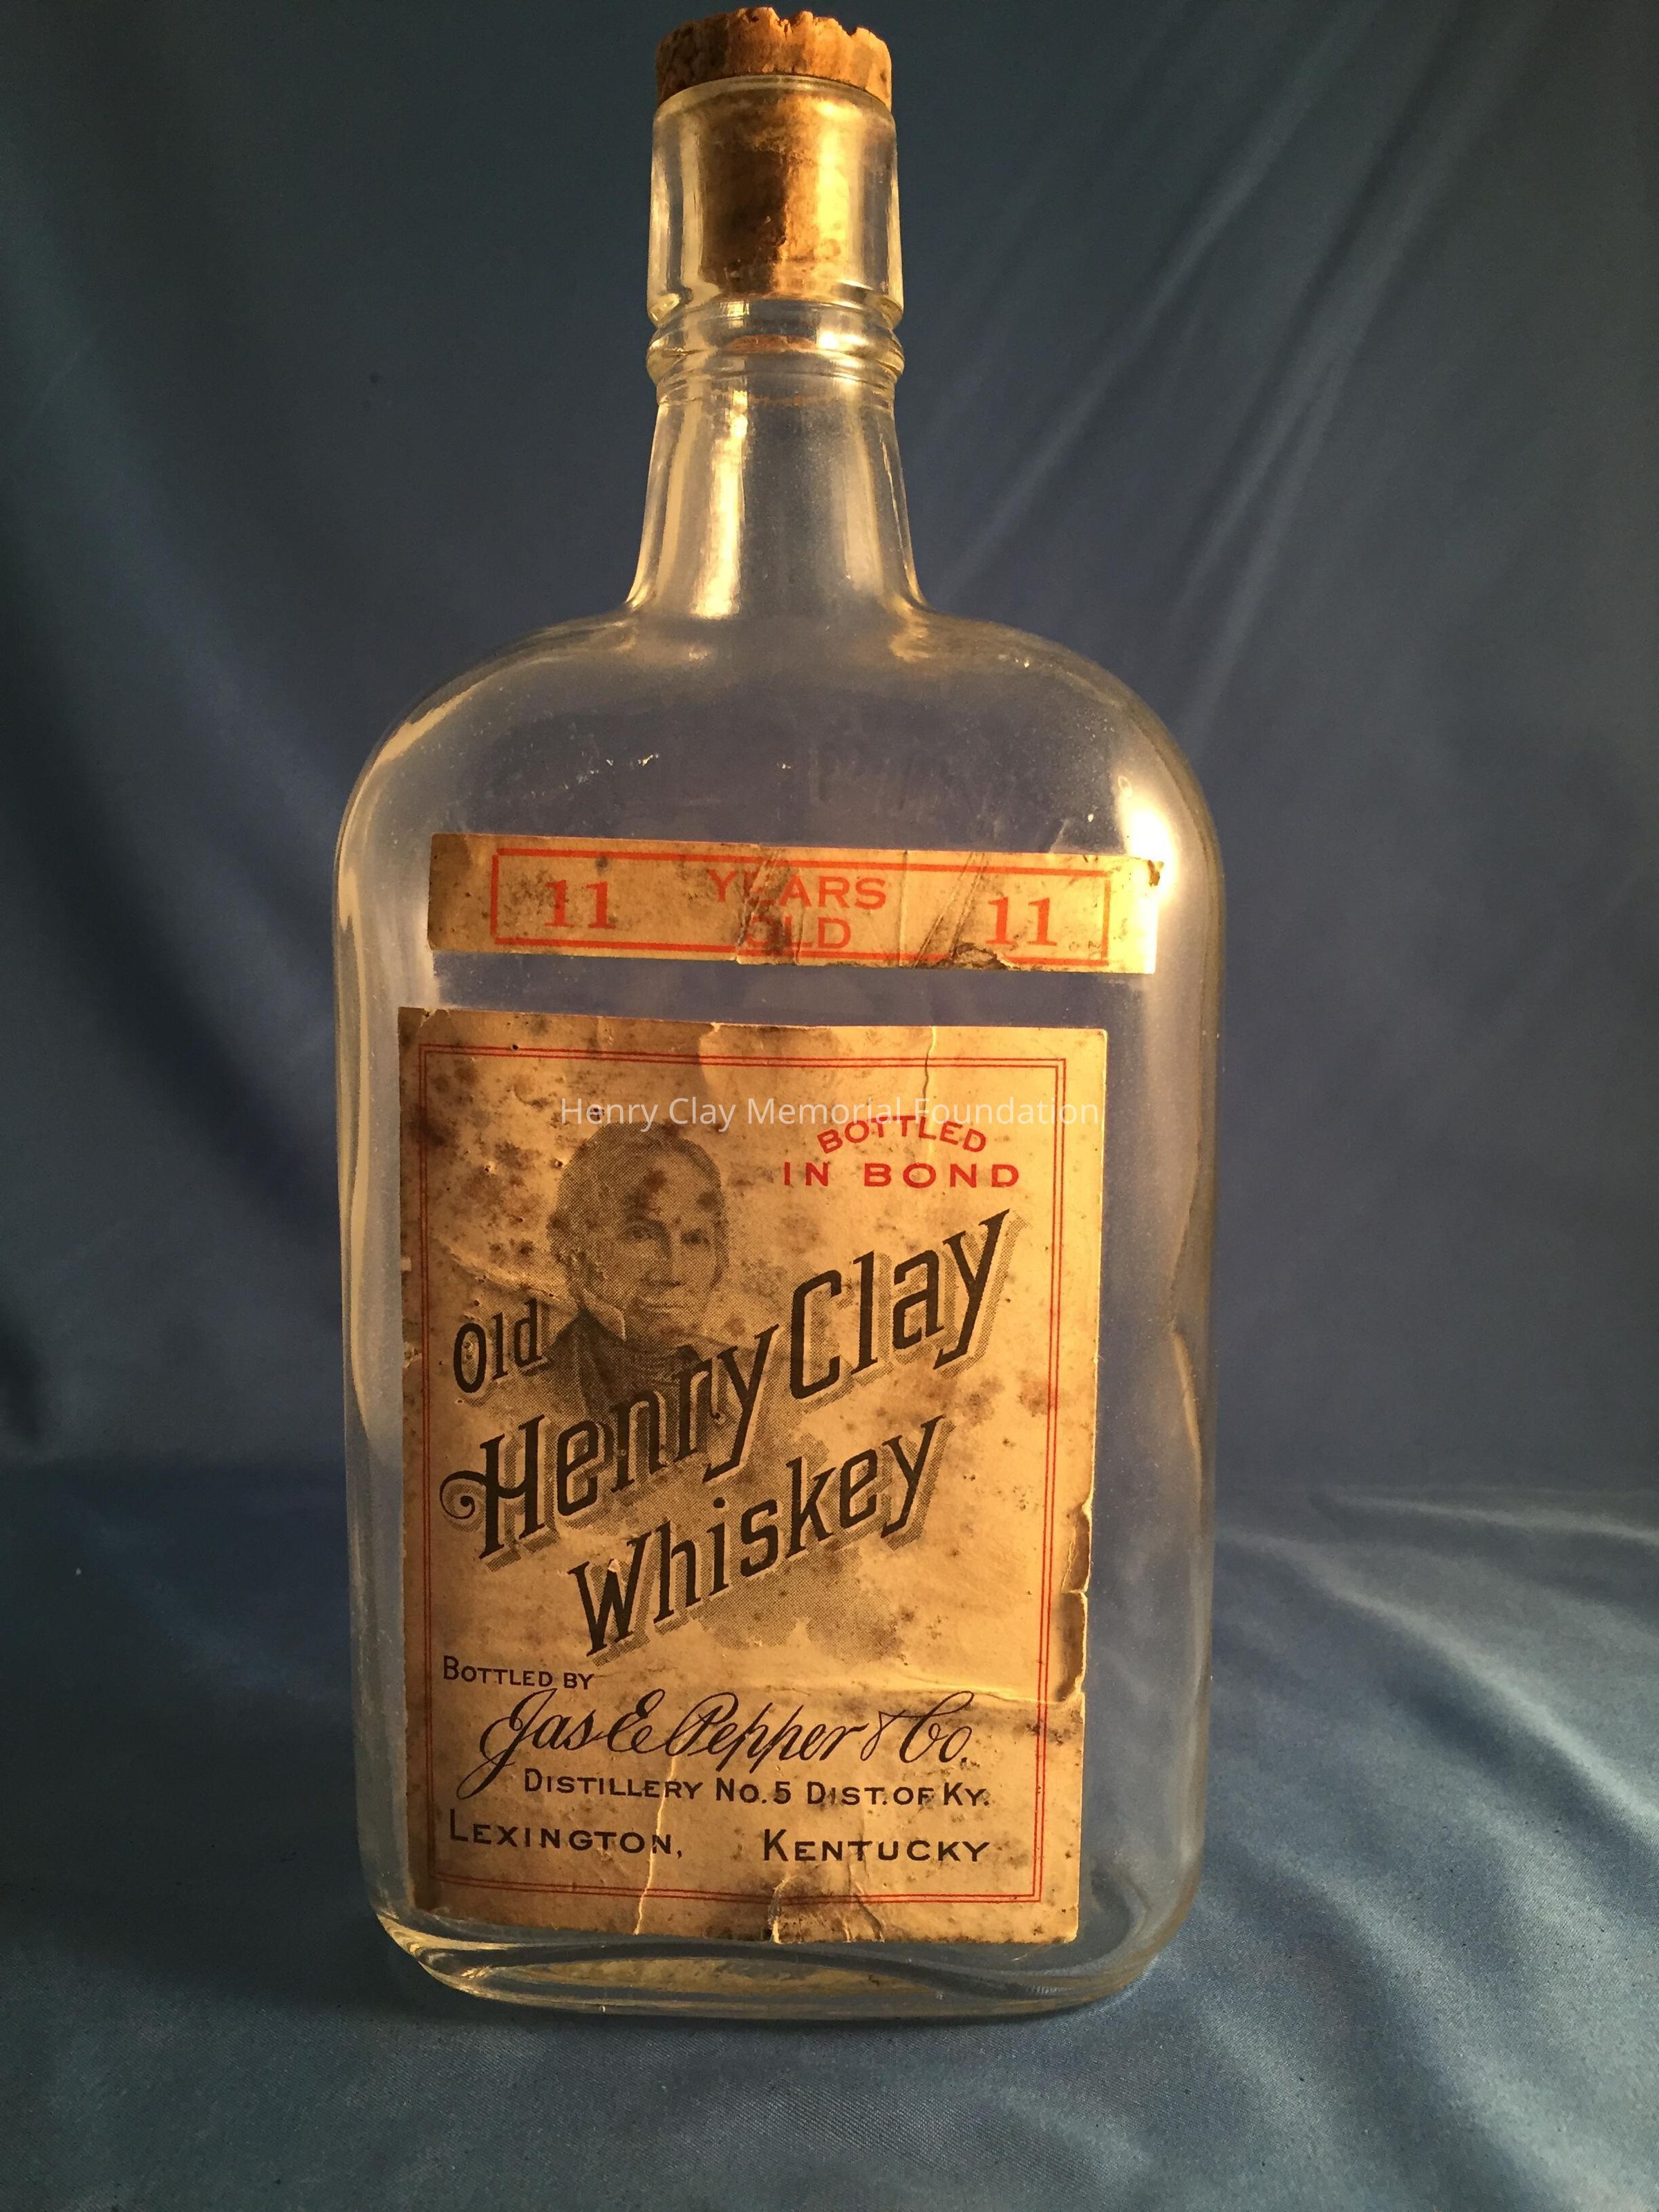 11 YEARS OLD 11
Henry Clay Memorial Foundation
BOTTLED
IN BOND
Old
Henry Clay
Whiskey
BOTTLED BY
Jas E Pepper & Co.
DISTILLERY No. 5 DIST. OF KY.
LEXINGTON, KENTUCKY